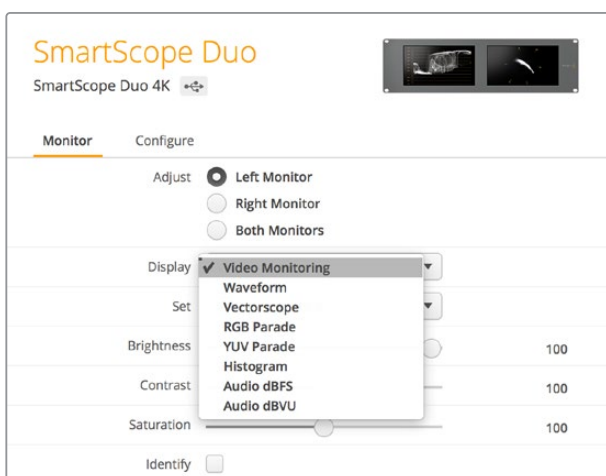 SmartScope Duo
SmartScope Duo 4K
Monitor Configure
Adjust Left Monitor
Right Monitor
Both Monitors
Display ✔ Video Monitoring
Waveform
Set Vectorscope
RGB Parade
Brightness YUV Parade 100
Histogram
Contrast Audio dBFS 100
Audio dBVU
Saturation 100
Identify